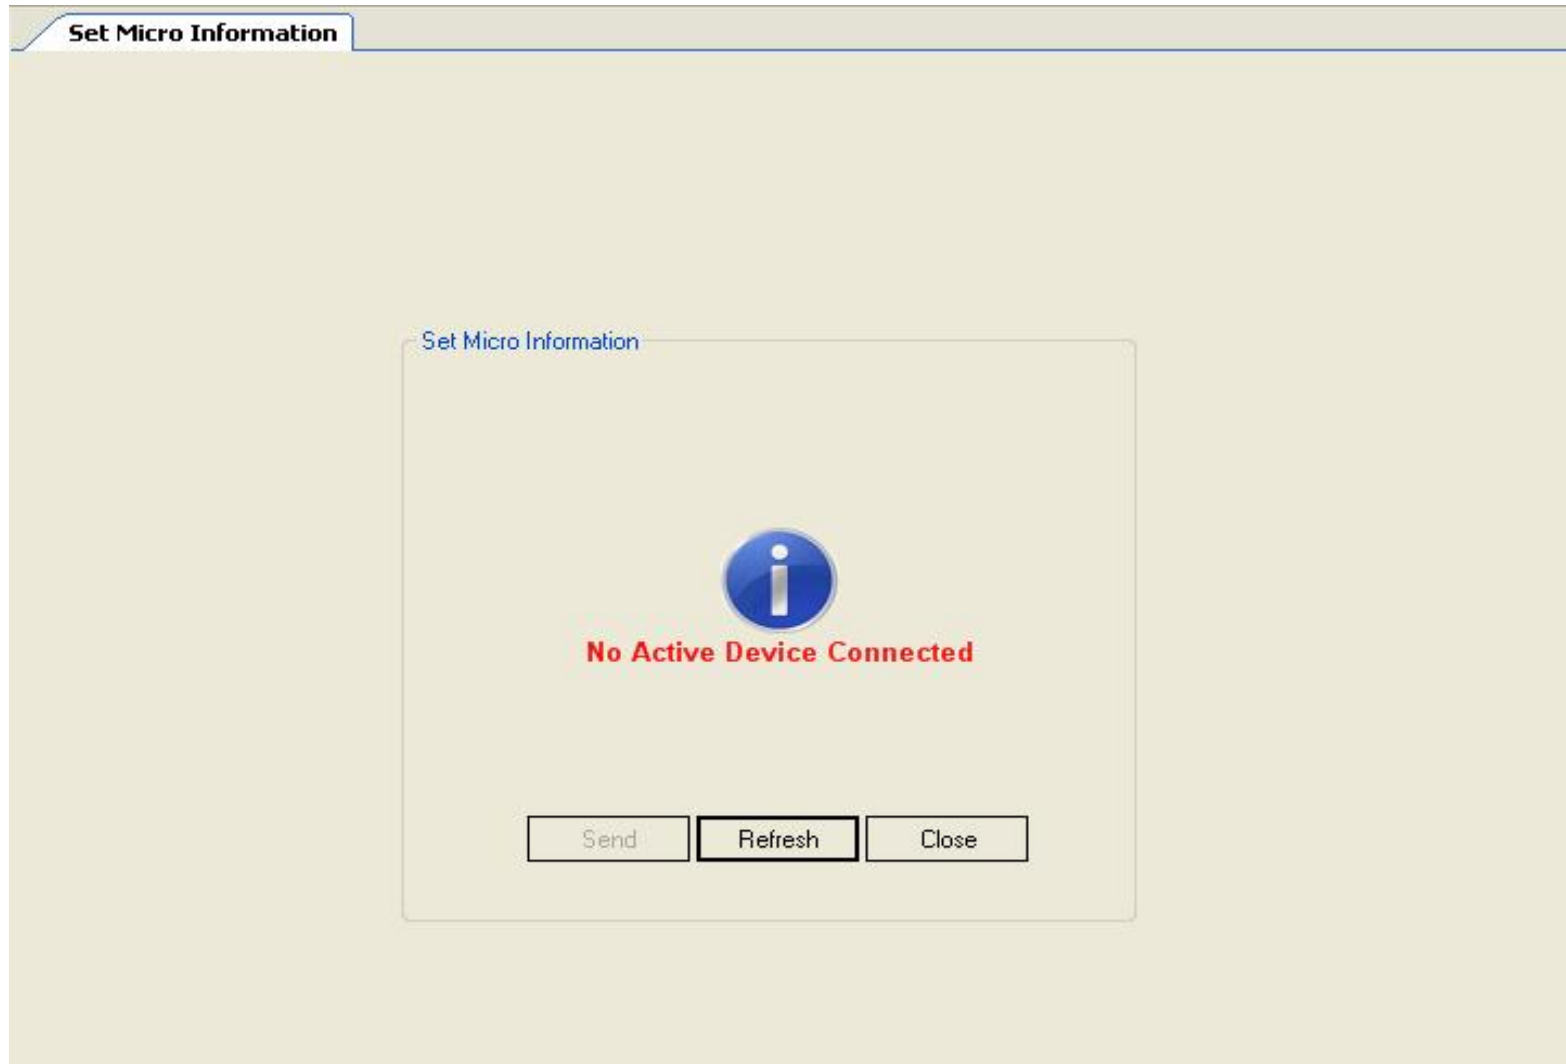 Set Micro Information
Set Micro Information
No Active Device Connected
Send Refresh Close